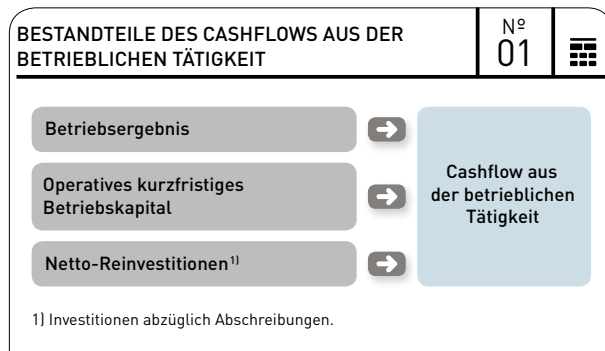 BESTANDTEILE DES CASHFLOWS AUS DER
BETRIEBLICHEN TÄTIGKEIT
Nº
01
Betriebsergebnis
Operatives kurzfristiges
Betriebskapital
Netto-Reinvestitionen¹⁾
Cashflow aus
der betrieblichen
Tätigkeit
1) Investitionen abzüglich Abschreibungen.